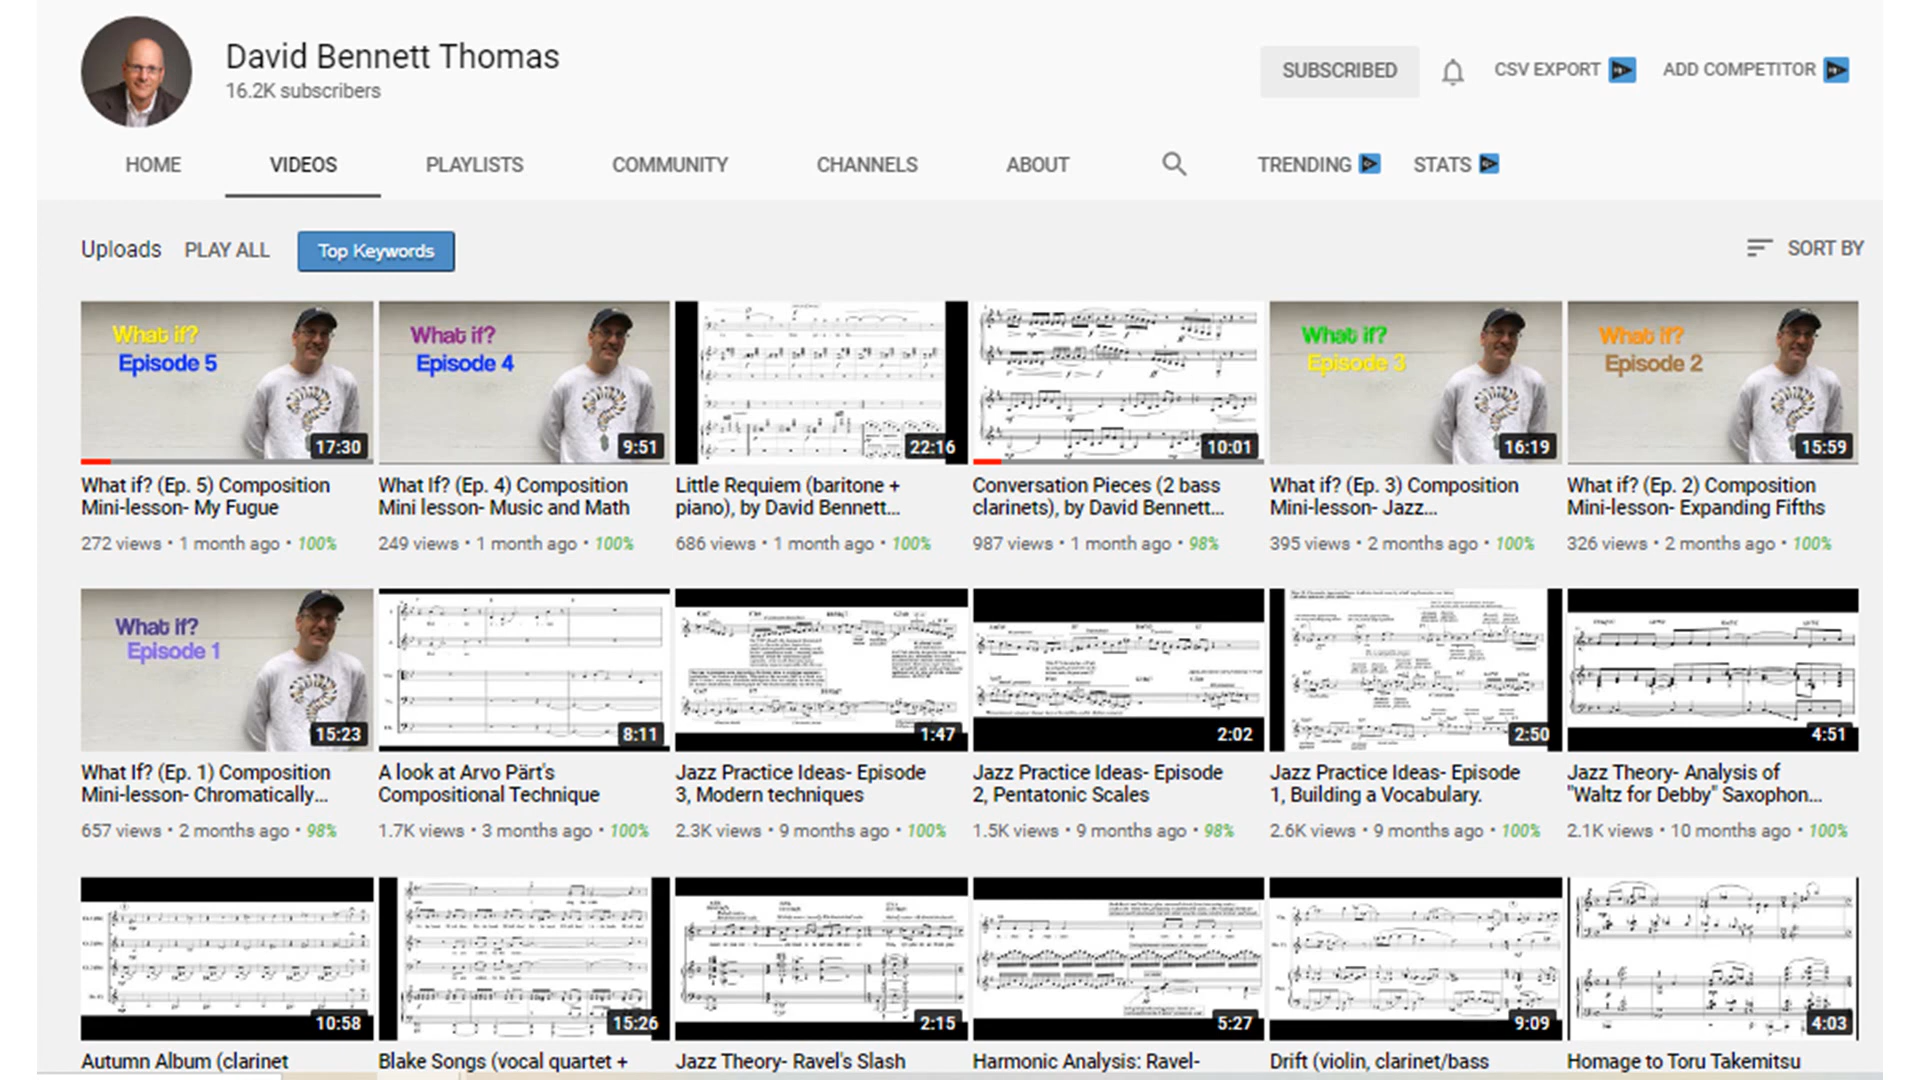 David Bennett Thomas
16.2K subscribers
SUBSCRIBED
CSV EXPORT
ADD COMPETITOR
HOME
VIDEOS
PLAYLISTS
COMMUNITY
CHANNELS
ABOUT
TRENDING
STATS
Uploads
PLAY ALL
Top Keywords
SORT BY
What if?
Episode 5
17:30
What if?
Episode 4
9:51
22:16
10:01
What if?
Episode 3
16:19
What if?
Episode 2
15:59
What if? (Ep. 5) Composition
Mini-lesson- My Fugue
272 views • 1 month ago • 100%
What If? (Ep. 4) Composition
Mini lesson- Music and Math
249 views • 1 month ago • 100%
Little Requiem (baritone +
piano), by David Bennett...
686 views • 1 month ago • 100%
Conversation Pieces (2 bass
clarinets), by David Bennett...
987 views • 1 month ago • 98%
What if? (Ep. 3) Composition
Mini-lesson- Jazz...
395 views • 2 months ago • 100%
What if? (Ep. 2) Composition
Mini-lesson- Expanding Fifths
326 views • 2 months ago • 100%
What if?
Episode 1
15:23
8:11
1:47
2:02
2:50
4:51
What If? (Ep. 1) Composition
Mini-lesson- Chromatically...
657 views • 2 months ago • 98%
A look at Arvo Pärt's
Compositional Technique
1.7K views • 3 months ago • 100%
Jazz Practice Ideas- Episode
3, Modern techniques
2.3K views • 9 months ago • 100%
Jazz Practice Ideas- Episode
2, Pentatonic Scales
1.5K views • 9 months ago • 98%
Jazz Practice Ideas- Episode
1, Building a Vocabulary.
2.6K views • 9 months ago • 100%
Jazz Theory- Analysis of
"Waltz for Debby" Saxophon...
2.1K views • 10 months ago • 100%
10:58
15:26
2:15
5:27
9:09
4:03
Autumn Album (clarinet
Blake Songs (vocal quartet +
Jazz Theory- Ravel's Slash
Harmonic Analysis: Ravel-
Drift (violin, clarinet/bass
Homage to Toru Takemitsu